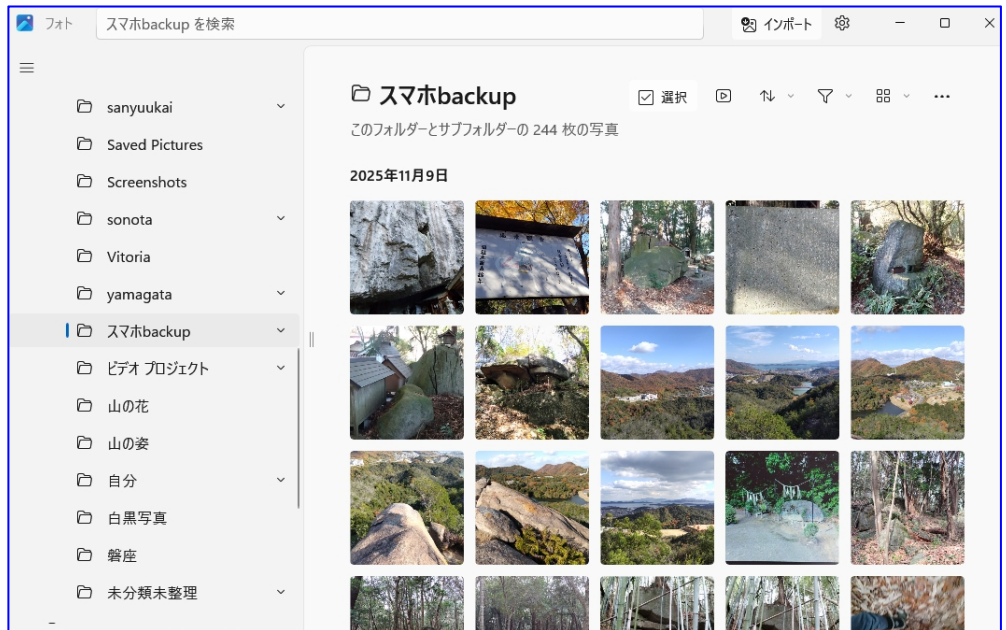 フォト
スマホbackup を検索
インポート
sanyuukai
Saved Pictures
Screenshots
sonota
Vitoria
yamagata
スマホbackup
ビデオ プロジェクト
山の花
山の姿
自分
白黒写真
磐座
未分類未整理
スマホbackup
選択
このフォルダーとサブフォルダーの 244 枚の写真
2025年11月9日